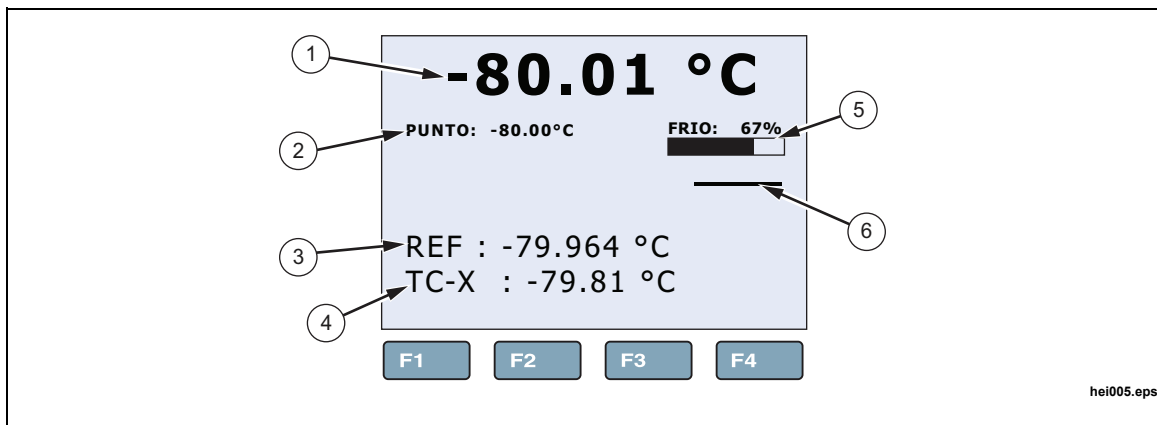 1
-80.01 °C
2
PUNTO: -80.00°C
FRIO: 67%
5
6
3
REF : -79.964 °C
4
TC-X : -79.81 °C
F1 F2 F3 F4
hei005.eps